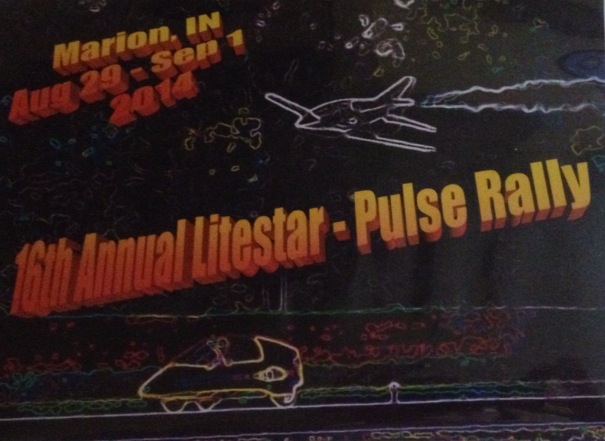 Marion, IN
Aug 29 - Sep 1
2014
16th Annual Litestar - Pulse Rally